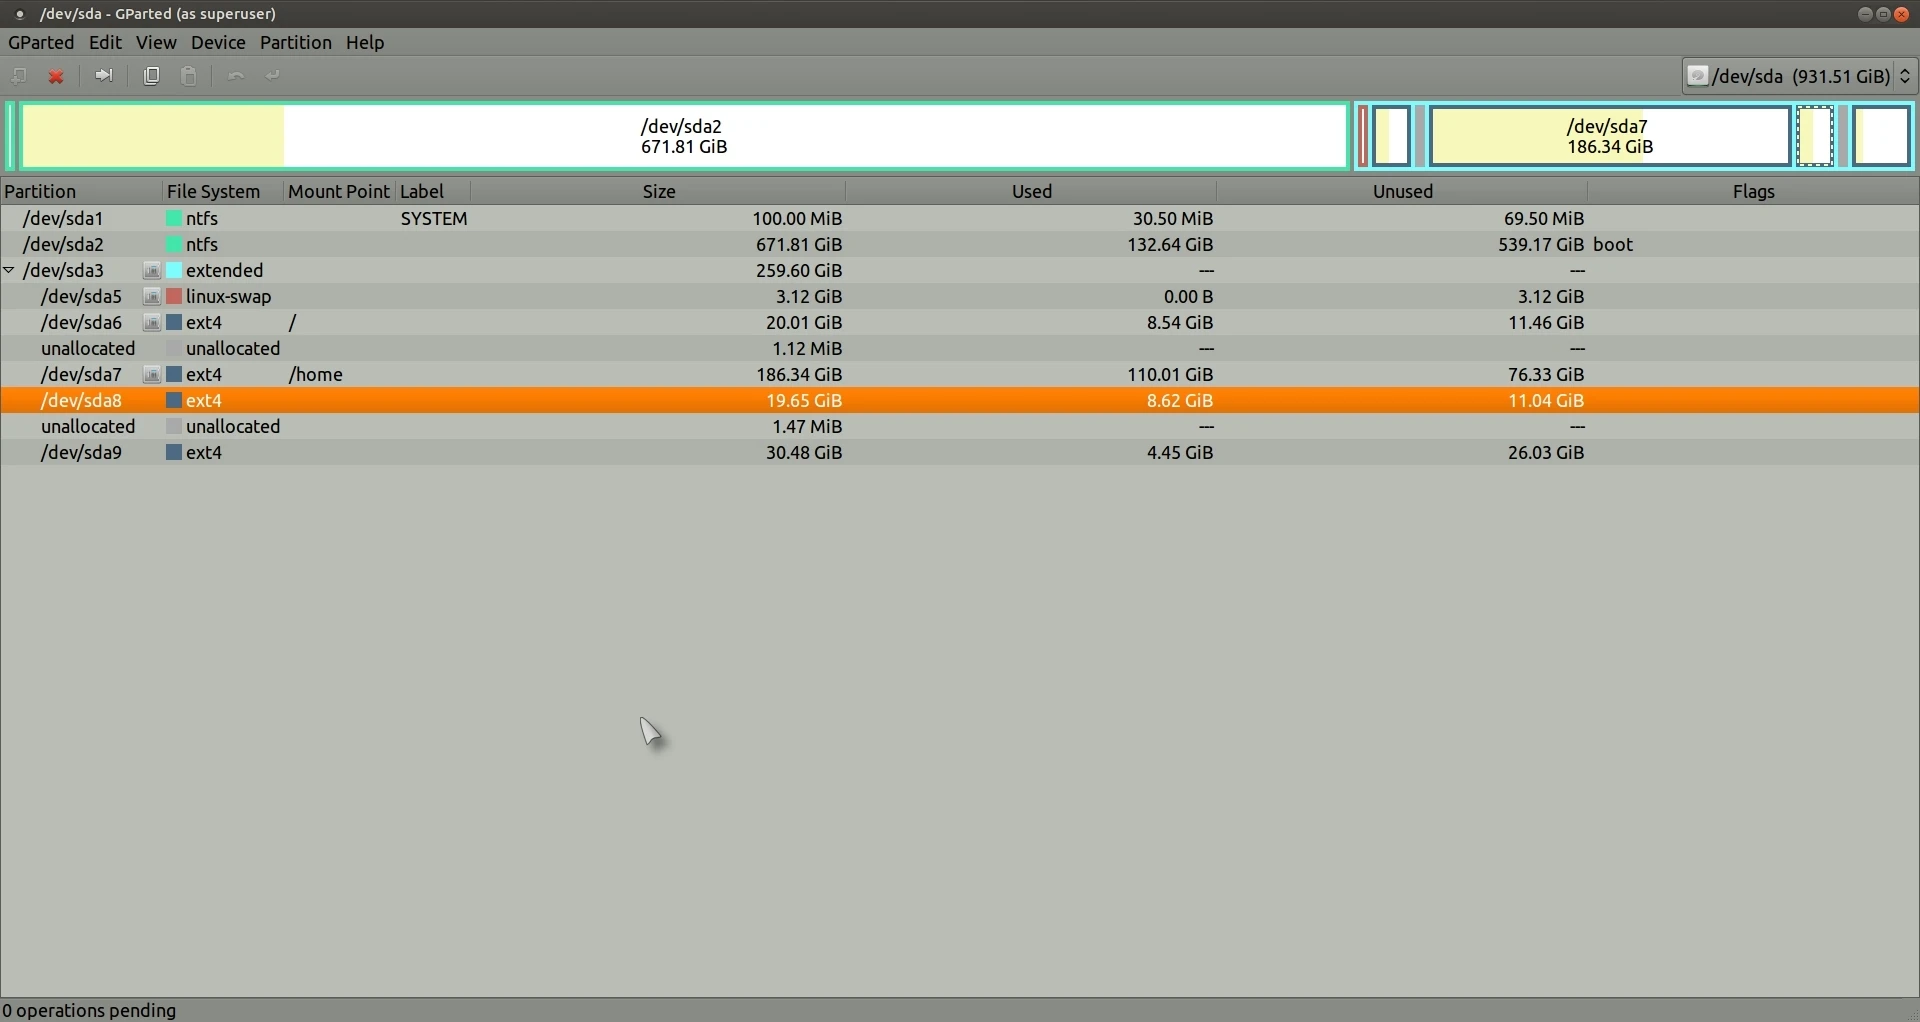 /dev/sda - GParted (as superuser)
GParted Edit View Device Partition Help
/dev/sda (931.51 GiB)
/dev/sda2
671.81 GiB
/dev/sda7
186.34 GiB
Partition File System Mount Point Label Size Used Unused Flags
/dev/sda1 ntfs SYSTEM 100.00 MiB 30.50 MiB 69.50 MiB
/dev/sda2 ntfs 671.81 GiB 132.64 GiB 539.17 GiB boot
/dev/sda3 extended 259.60 GiB --- ---
/dev/sda5 linux-swap 3.12 GiB 0.00 B 3.12 GiB
/dev/sda6 ext4 / 20.01 GiB 8.54 GiB 11.46 GiB
unallocated unallocated 1.12 MiB --- ---
/dev/sda7 ext4 /home 186.34 GiB 110.01 GiB 76.33 GiB
/dev/sda8 ext4 19.65 GiB 8.62 GiB 11.04 GiB
unallocated unallocated 1.47 MiB --- ---
/dev/sda9 ext4 30.48 GiB 4.45 GiB 26.03 GiB
0 operations pending